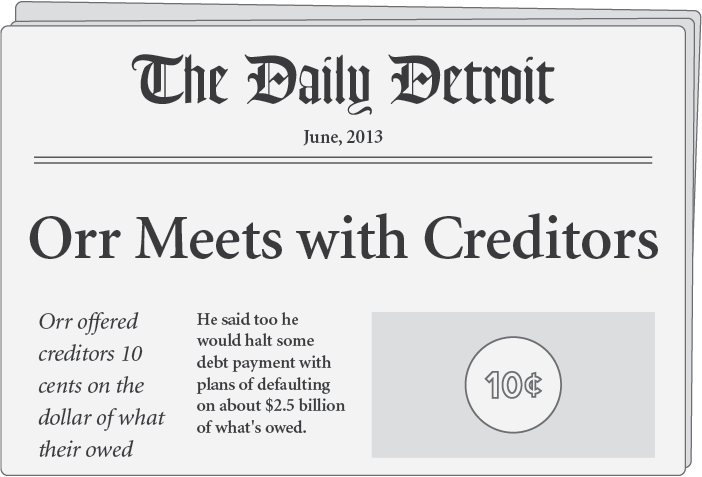 The Daily Detroit
June, 2013
Orr Meets with Creditors
Orr offered
creditors 10
cents on the
dollar of what
their owed
He said too he
would halt some
debt payment with
plans of defaulting
on about $2.5 billion
of what's owed.
10¢